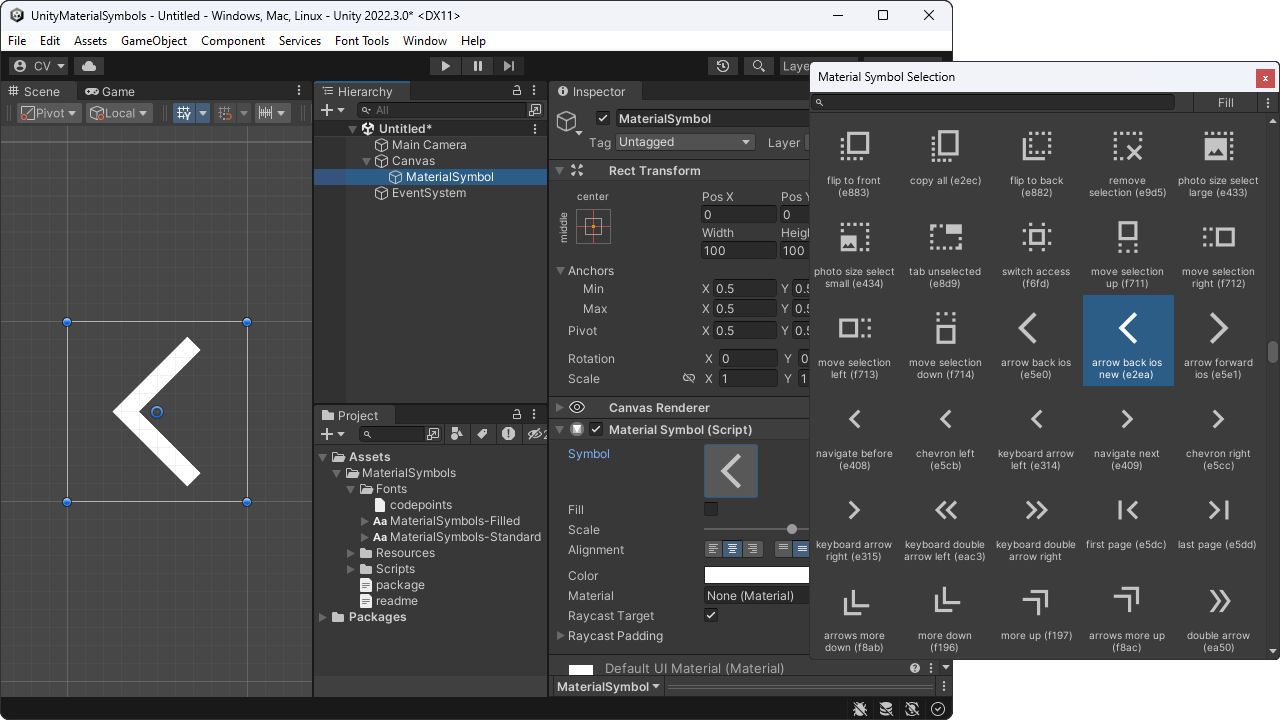 UnityMaterialSymbols - Untitled - Windows, Mac, Linux - Unity 2022.3.0* <DX11>
File Edit Assets GameObject Component Services Font Tools Window Help
CV
Scene
Game
Pivot
Local
Hierarchy
All
Untitled*
Main Camera
Canvas
MaterialSymbol
EventSystem
Project
2
Assets
MaterialSymbols
Fonts
codepoints
Aa MaterialSymbols-Filled
Aa MaterialSymbols-Standard
Resources
Scripts
package
readme
Packages
Inspector
MaterialSymbol
Tag Untagged Layer
Rect Transform
center
middle
Pos X Pos Y
0 0
Width Heigh
100 100
Anchors
Min X 0.5 Y 0.5
Max X 0.5 Y 0.5
Pivot X 0.5 Y 0.5
Rotation X 0 Y 0
Scale X 1 Y 1
Canvas Renderer
Material Symbol (Script)
Symbol
Fill
Scale
Alignment
Color
Material None (Material)
Raycast Target
Raycast Padding
Default UI Material (Material)
MaterialSymbol
Material Symbol Selection
Fill
flip to front (e883)
copy all (e2ec)
flip to back (e882)
remove selection (e9d5)
photo size select large (e433)
photo size select small (e434)
tab unselected (e8d9)
switch access (f6fd)
move selection up (f711)
move selection right (f712)
move selection left (f713)
move selection down (f714)
arrow back ios (e5e0)
arrow back ios new (e2ea)
arrow forward ios (e5e1)
navigate before (e408)
chevron left (e5cb)
keyboard arrow left (e314)
navigate next (e409)
chevron right (e5cc)
keyboard arrow right (e315)
keyboard double arrow left (eac3)
keyboard double arrow right
first page (e5dc)
last page (e5dd)
arrows more down (f8ab)
more down (f196)
more up (f197)
arrows more up (f8ac)
double arrow (ea50)